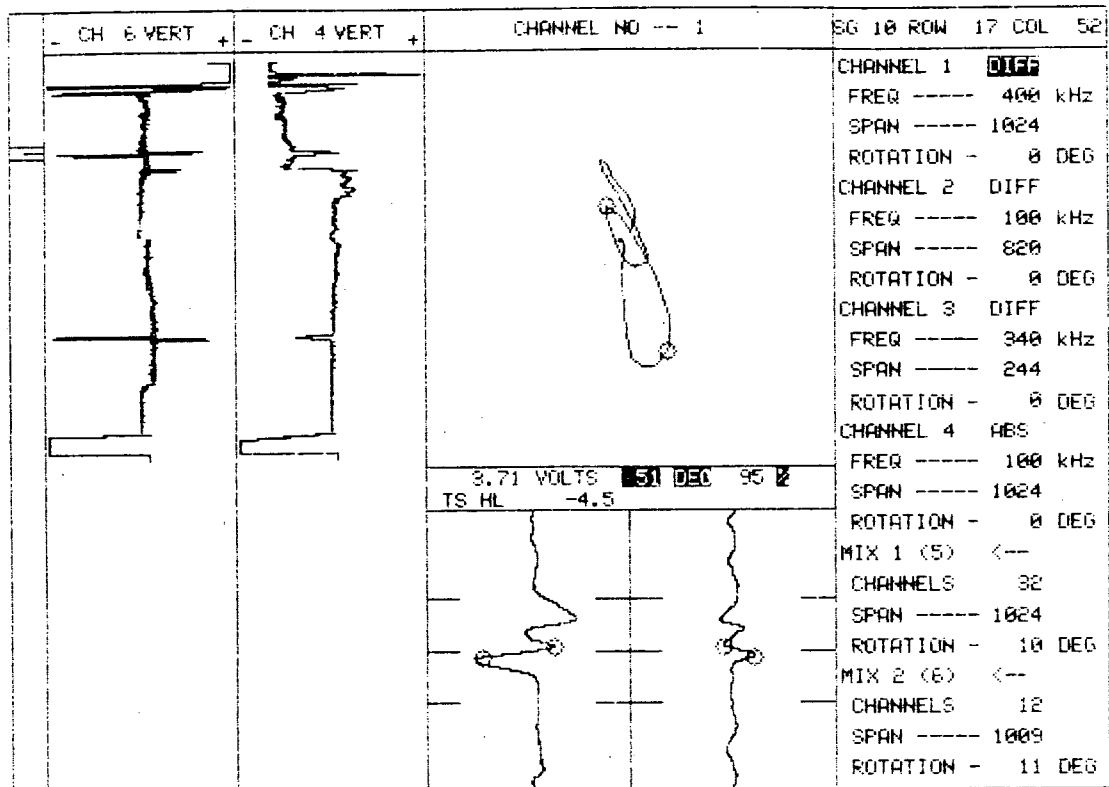 - CH 6 VERT +
- CH 4 VERT +
CHANNEL NO -- 1
SG 10 ROW 17 COL 52
CHANNEL 1 DIFF
FREQ ----- 400 kHz
SPAN ----- 1024
ROTATION - 0 DEG
CHANNEL 2 DIFF
FREQ ----- 100 kHz
SPAN ----- 820
ROTATION - 0 DEG
CHANNEL 3 DIFF
FREQ ----- 340 kHz
SPAN ----- 244
ROTATION - 0 DEG
CHANNEL 4 ABS
FREQ ----- 100 kHz
SPAN ----- 1024
ROTATION - 0 DEG
MIX 1 (5) <--
CHANNELS 32
SPAN ----- 1024
ROTATION - 10 DEG
MIX 2 (6) <--
CHANNELS 12
SPAN ----- 1009
ROTATION - 11 DEG
3.71 VOLTS 51 DEG 95 %
TS HL -4.5